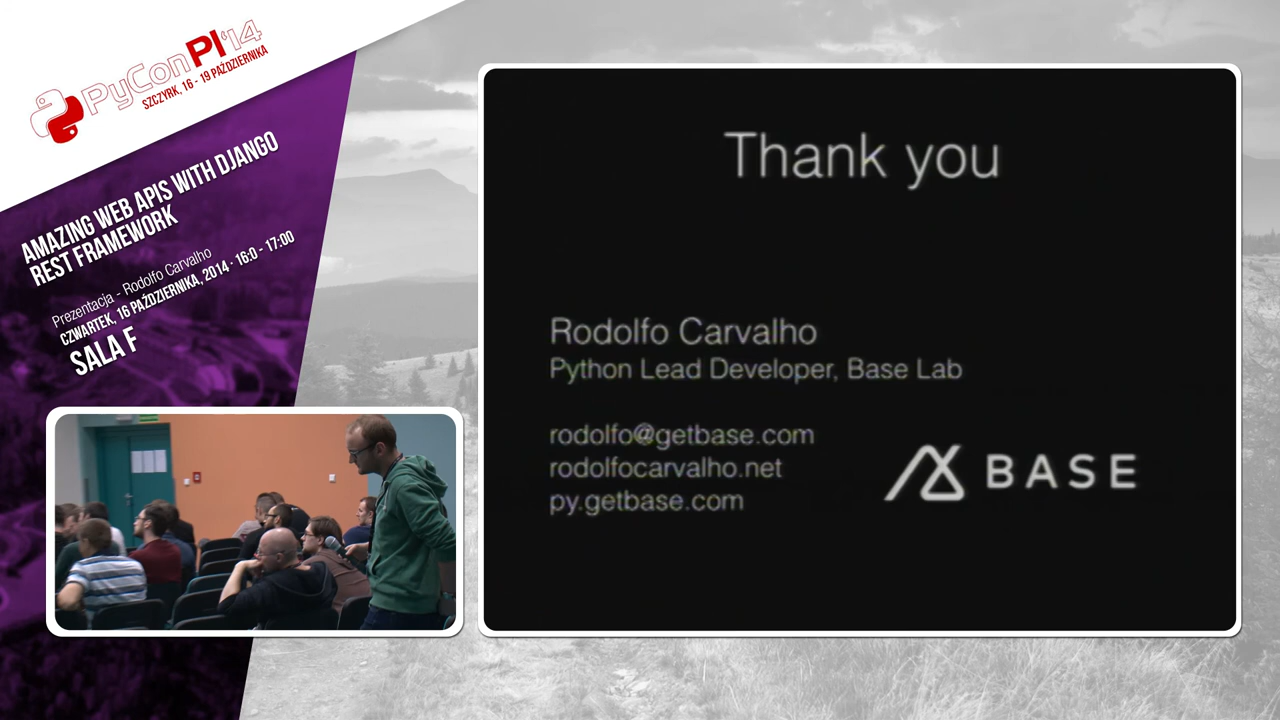 PyConPl'14
SZCZYRK, 16 - 19 PAŹDZIERNIKA
AMAZING WEB APIS WITH DJANGO
REST FRAMEWORK
Prezentacja - Rodolfo Carvalho
CZWARTEK, 16 PAŹDZIERNIKA, 2014 · 16:0 - 17:00
SALA F
Thank you
Rodolfo Carvalho
Python Lead Developer, Base Lab
rodolfo@getbase.com
rodolfocarvalho.net
py.getbase.com
BASE